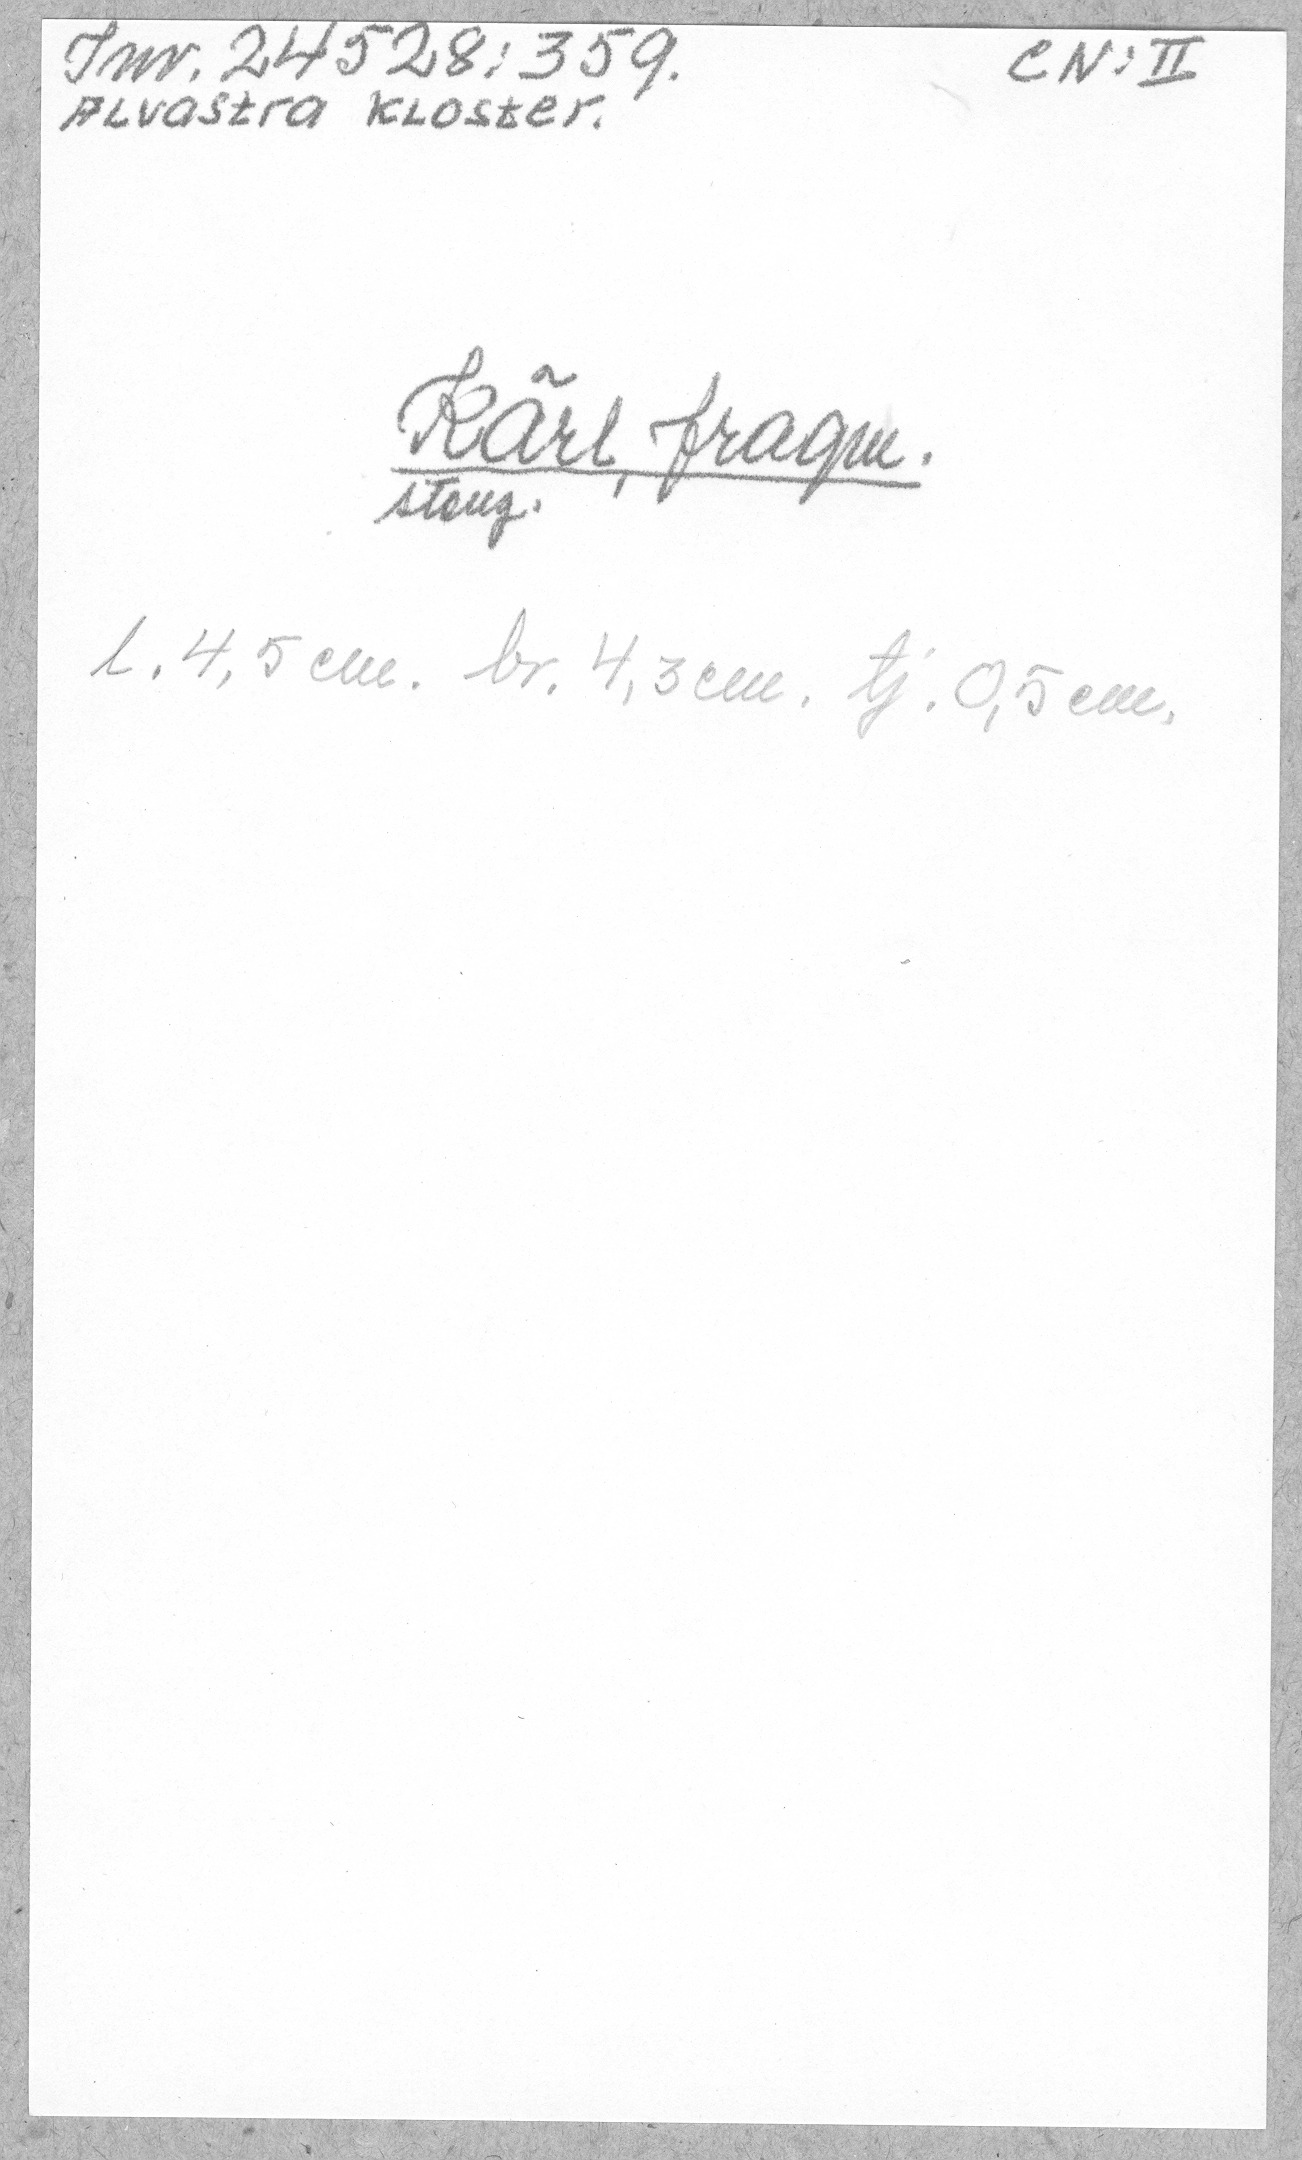 Inv. 24528:359. CN:II
Alvastra kloster.
Kärl, fragm.
steng.
l. 4,5 cm. br. 4,3 cm. tj. 0,5 cm.